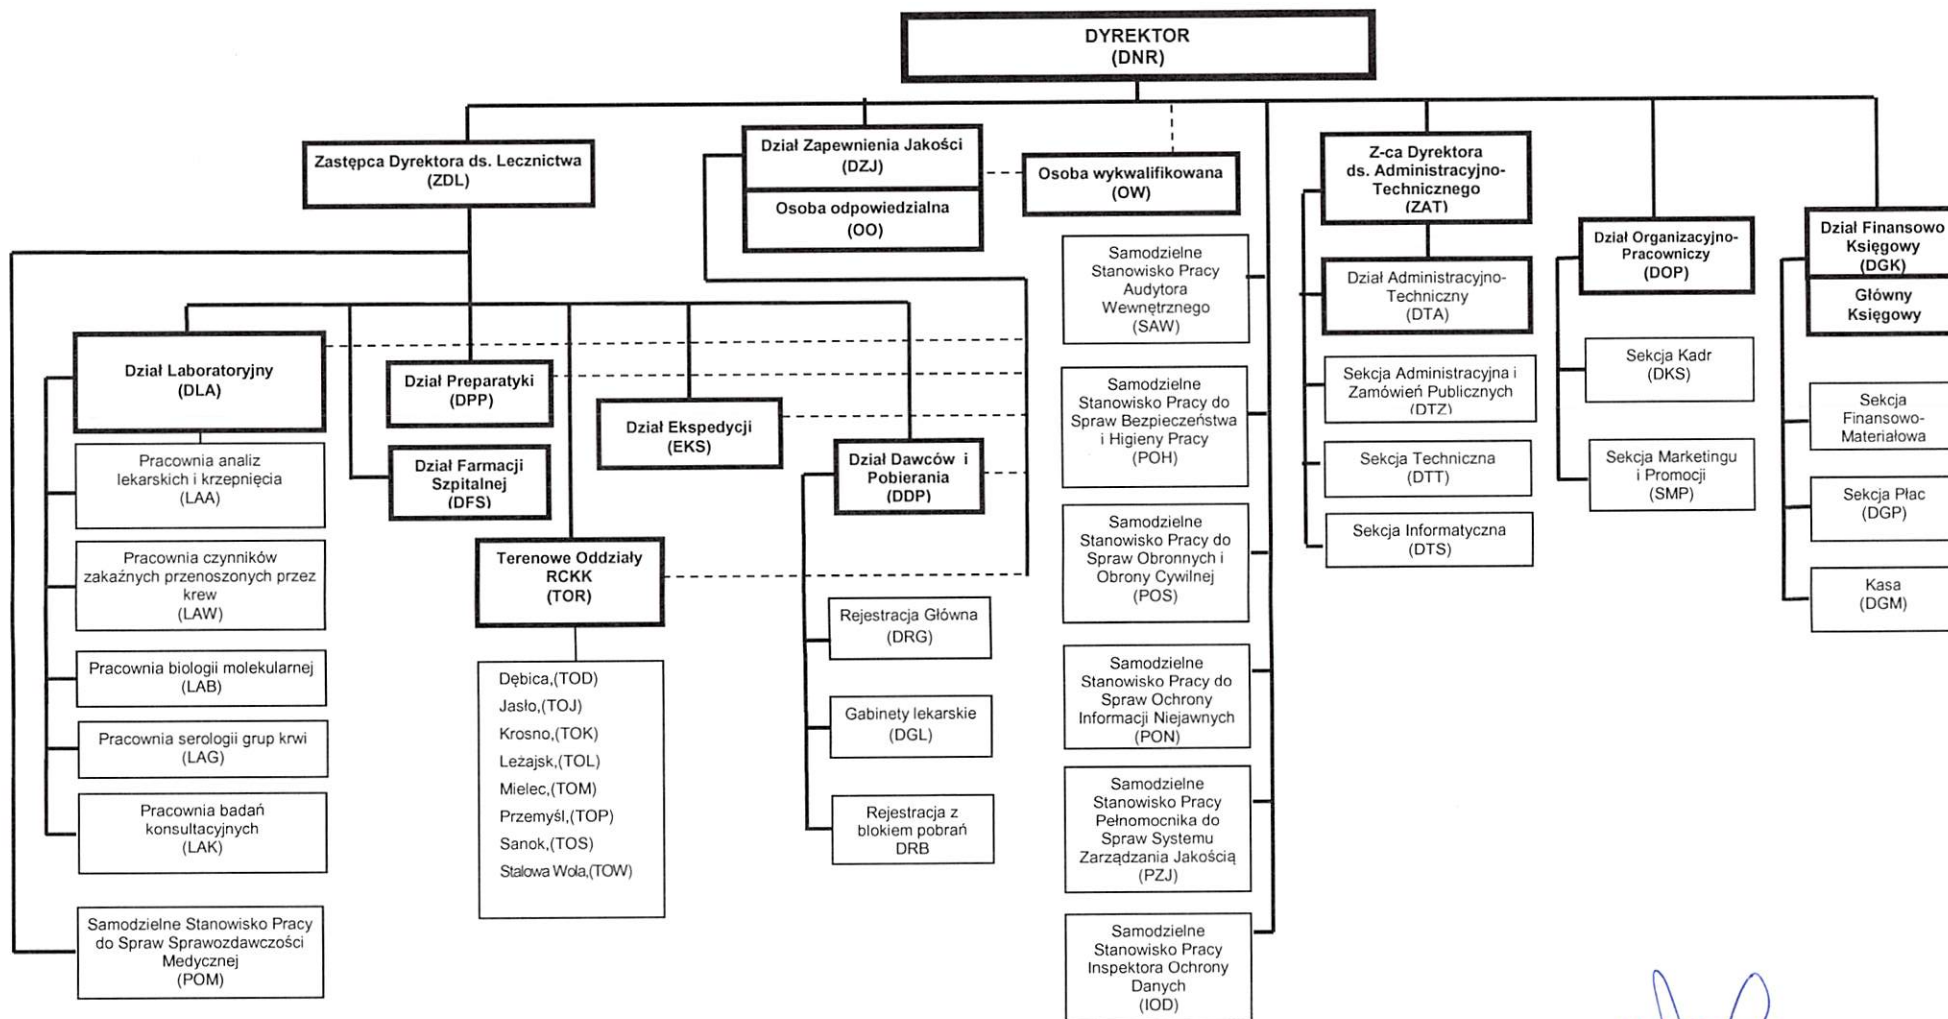 DYREKTOR
(DNR)
Zastępca Dyrektora ds. Lecznictwa
(ZDL)
Dział Zapewnienia Jakości
(DZJ)
Osoba odpowiedzialna
(OO)
Osoba wykwalifikowana
(OW)
Z-ca Dyrektora
ds. Administracyjno-
Technicznego
(ZAT)
Dział Organizacyjno-
Pracowniczy
(DOP)
Dział Finansowo
Księgowy
(DGK)
Główny
Księgowy
Dział Laboratoryjny
(DLA)
Pracownia analiz
lekarskich i krzepnięcia
(LAA)
Pracownia czynników
zakaźnych przenoszonych przez
krew
(LAW)
Pracownia biologii molekularnej
(LAB)
Pracownia serologii grup krwi
(LAG)
Pracownia badań
konsultacyjnych
(LAK)
Samodzielne Stanowisko Pracy
do Spraw Sprawozdawczości
Medycznej
(POM)
Dział Preparatyki
(DPP)
Dział Farmacji
Szpitalnej
(DFS)
Terenowe Oddziały
RCKK
(TOR)
Dębica,(TOD)
Jasło,(TOJ)
Krosno,(TOK)
Leżajsk,(TOL)
Mielec,(TOM)
Przemyśl,(TOP)
Sanok,(TOS)
Stalowa Wola,(TOW)
Dział Ekspedycji
(EKS)
Dział Dawców i
Pobierania
(DDP)
Rejestracja Główna
(DRG)
Gabinety lekarskie
(DGL)
Rejestracja z
blokiem pobrań
DRB
Samodzielne
Stanowisko Pracy
Audytora
Wewnętrznego
(SAW)
Samodzielne
Stanowisko Pracy do
Spraw Bezpieczeństwa
i Higieny Pracy
(POH)
Samodzielne
Stanowisko Pracy do
Spraw Obronnych i
Obrony Cywilnej
(POS)
Samodzielne
Stanowisko Pracy do
Spraw Ochrony
Informacji Niejawnych
(PON)
Samodzielne
Stanowisko Pracy
Pełnomocnika do
Spraw Systemu
Zarządzania Jakością
(PZJ)
Samodzielne
Stanowisko Pracy
Inspektora Ochrony
Danych
(IOD)
Dział Administracyjno-
Techniczny
(DTA)
Sekcja Administracyjna i
Zamówień Publicznych
(DTZ)
Sekcja Techniczna
(DTT)
Sekcja Informatyczna
(DTS)
Sekcja Kadr
(DKS)
Sekcja Marketingu
i Promocji
(SMP)
Sekcja
Finansowo-
Materiałowa
Sekcja Płac
(DGP)
Kasa
(DGM)